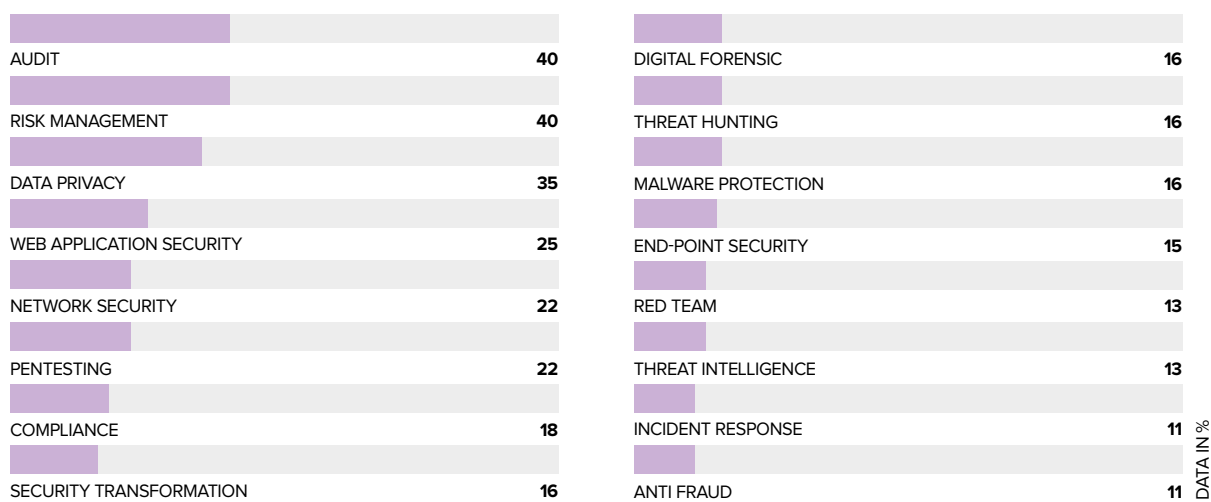 AUDIT 40
RISK MANAGEMENT 40
DATA PRIVACY 35
WEB APPLICATION SECURITY 25
NETWORK SECURITY 22
PENTESTING 22
COMPLIANCE 18
SECURITY TRANSFORMATION 16
DIGITAL FORENSIC 16
THREAT HUNTING 16
MALWARE PROTECTION 16
END-POINT SECURITY 15
RED TEAM 13
THREAT INTELLIGENCE 13
INCIDENT RESPONSE 11
ANTI FRAUD 11
DATA IN %